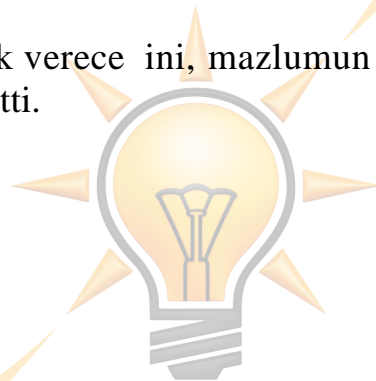 k verece ini, mazlumun
tti.